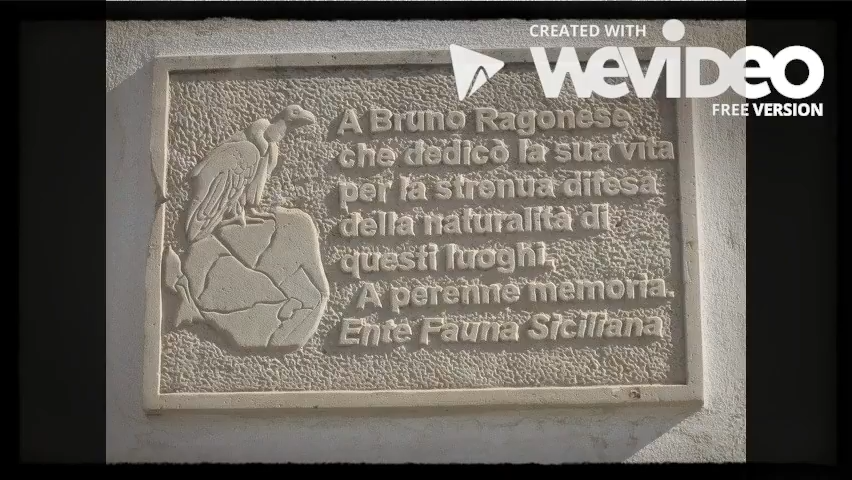 CREATED WITH
WEVIDEO
FREE VERSION
A Bruno Ragonese
che dedicò la sua vita
per la strenua difesa
della naturalità di
questi luoghi.
A perenne memoria.
Ente Fauna Siciliana